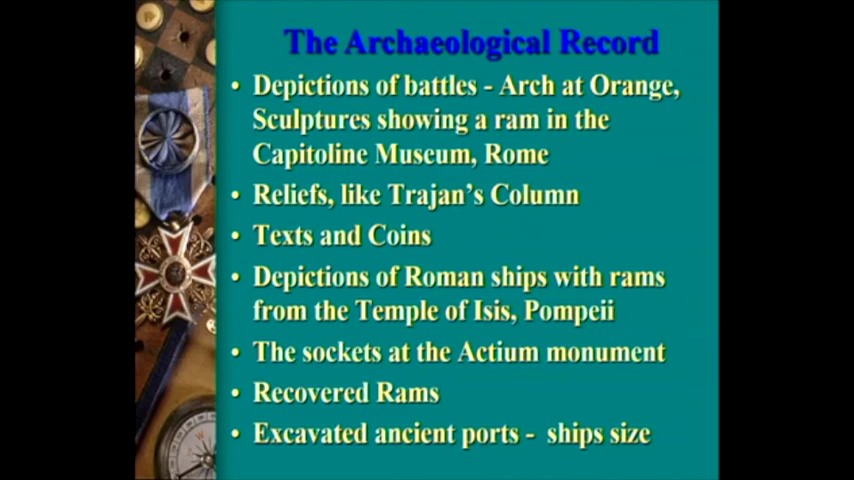 The Archaeological Record
• Depictions of battles - Arch at Orange,
Sculptures showing a ram in the
Capitoline Museum, Rome
• Reliefs, like Trajan's Column
• Texts and Coins
• Depictions of Roman ships with rams
from the Temple of Isis, Pompeii
• The sockets at the Actium monument
• Recovered Rams
• Excavated ancient ports - ships size